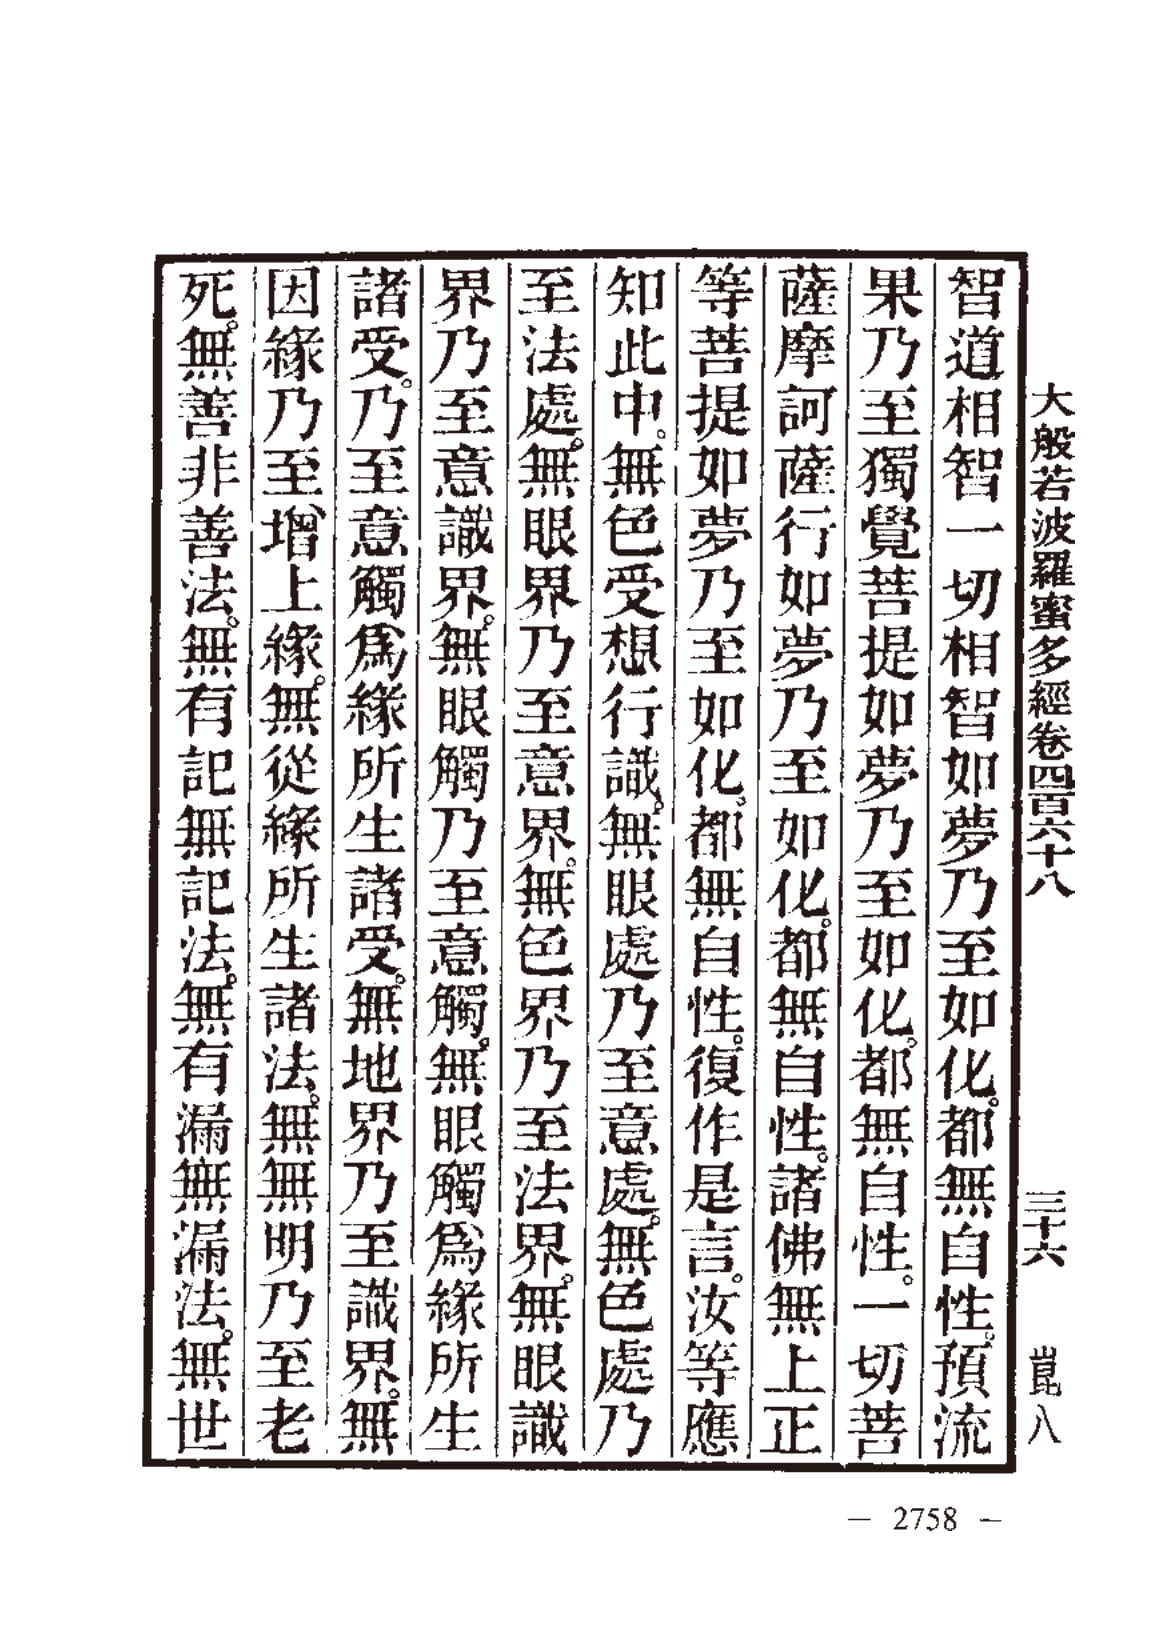 大般若波羅蜜多經卷四百六十八 三十六 崑八
智道相智一切相智如夢乃至如化。都無自性。預流
果乃至獨覺菩提如夢乃至如化。都無自性。一切菩
薩摩訶薩行如夢乃至如化。都無自性。諸佛無上正
等菩提如夢乃至如化。都無自性。復作是言。汝等應
知此中。無色受想行識。無眼處乃至意處。無色處乃
至法處。無眼界乃至意界。無色界乃至法界。無眼識
界乃至意識界。無眼觸乃至意觸。無眼觸爲緣所生
諸受。乃至意觸爲緣所生諸受。無地界乃至識界。無
因緣乃至增上緣。無從緣所生諸法。無無明乃至老
死。無善非善法。無有記無記法。無有漏無漏法。無世
— 2758 —